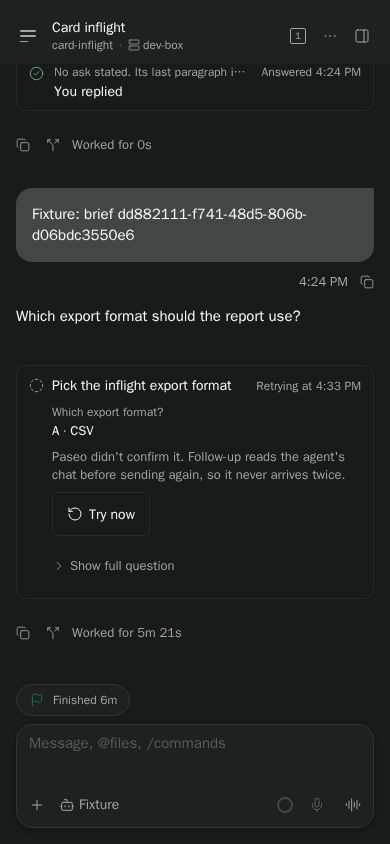 Card inflight
card-inflight · dev-box
1
No ask stated. Its last paragraph i··· Answered 4:24 PM
You replied
Worked for 0s
Fixture: brief dd882111-f741-48d5-806b-
d06bdc3550e6
4:24 PM
Which export format should the report use?
Pick the inflight export format Retrying at 4:33 PM
Which export format?
A · CSV
Paseo didn't confirm it. Follow-up reads the agent's
chat before sending again, so it never arrives twice.
Try now
Show full question
Worked for 5m 21s
Finished 6m
Message, @files, /commands
Fixture